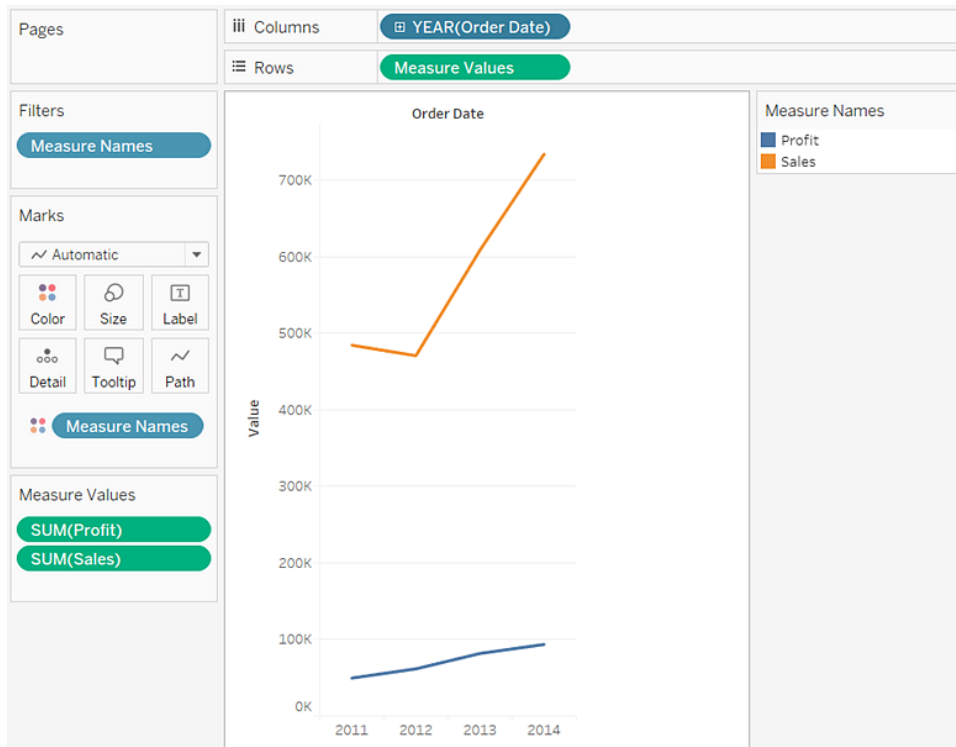 Pages
Columns
YEAR(Order Date)
Rows
Measure Values
Filters
Measure Names
Marks
Automatic
Color
Size
Label
Detail
Tooltip
Path
Measure Names
Measure Values
SUM(Profit)
SUM(Sales)
Order Date
Value
700K
600K
500K
400K
300K
200K
100K
0K
2011 2012 2013 2014
Measure Names
Profit
Sales